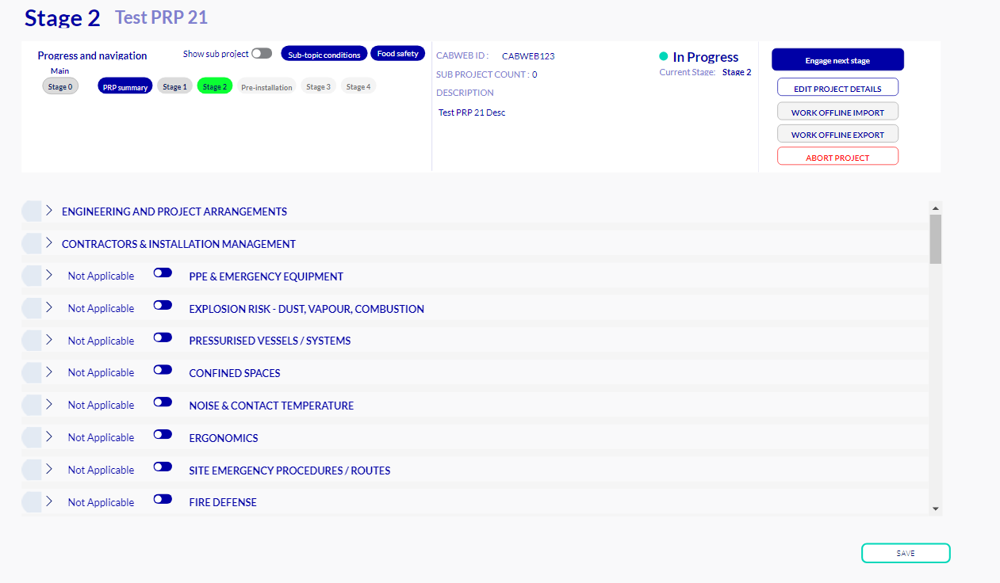 Stage 2 Test PRP 21
Progress and navigation
Show sub project
Sub-topic conditions
Food safety
Main
Stage 0
PRP summary
Stage 1
Stage 2
Pre-installation
Stage 3
Stage 4
CABWEB ID : CABWEB123
SUB PROJECT COUNT : 0
DESCRIPTION
Test PRP 21 Desc
In Progress
Current Stage: Stage 2
Engage next stage
EDIT PROJECT DETAILS
WORK OFFLINE IMPORT
WORK OFFLINE EXPORT
ABORT PROJECT
ENGINEERING AND PROJECT ARRANGEMENTS
CONTRACTORS & INSTALLATION MANAGEMENT
Not Applicable PPE & EMERGENCY EQUIPMENT
Not Applicable EXPLOSION RISK - DUST, VAPOUR, COMBUSTION
Not Applicable PRESSURISED VESSELS / SYSTEMS
Not Applicable CONFINED SPACES
Not Applicable NOISE & CONTACT TEMPERATURE
Not Applicable ERGONOMICS
Not Applicable SITE EMERGENCY PROCEDURES / ROUTES
Not Applicable FIRE DEFENSE
SAVE